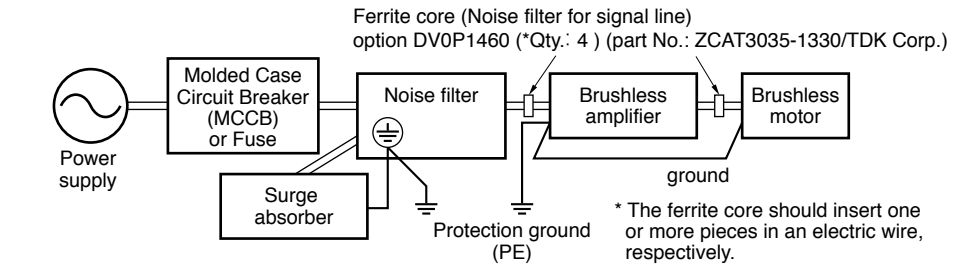 Ferrite core (Noise filter for signal line)
option DV0P1460 (*Qty.: 4 ) (part No.: ZCAT3035-1330/TDK Corp.)
Molded Case
Circuit Breaker
(MCCB)
or Fuse
Noise filter
Brushless
amplifier
Brushless
motor
Power
supply
Surge
absorber
ground
Protection ground
(PE)
* The ferrite core should insert one
or more pieces in an electric wire,
respectively.